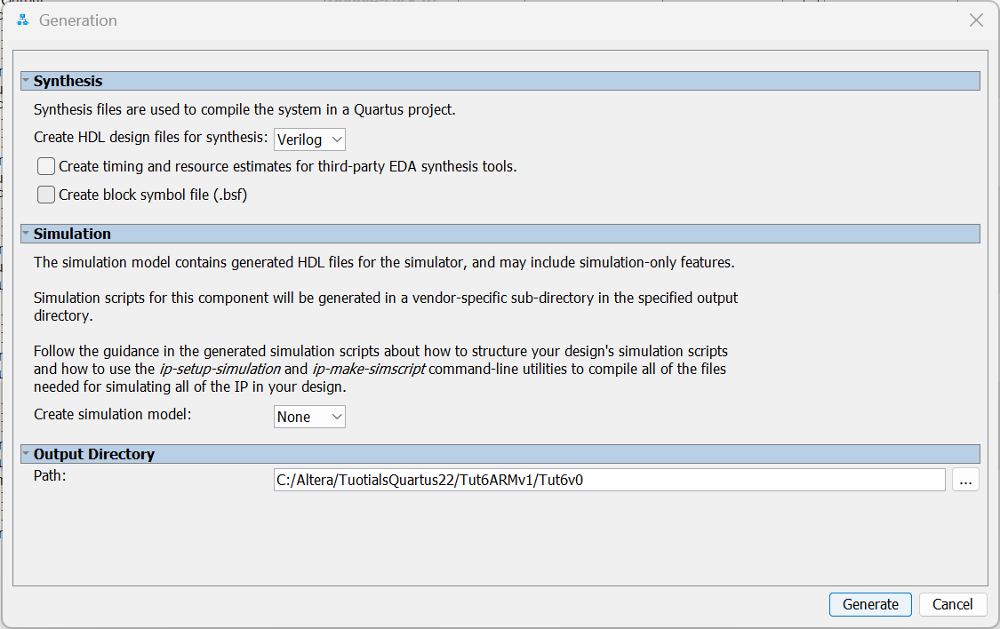 Generation
Synthesis
Synthesis files are used to compile the system in a Quartus project.
Create HDL design files for synthesis: Verilog
Create timing and resource estimates for third-party EDA synthesis tools.
Create block symbol file (.bsf)
Simulation
The simulation model contains generated HDL files for the simulator, and may include simulation-only features.
Simulation scripts for this component will be generated in a vendor-specific sub-directory in the specified output
directory.
Follow the guidance in the generated simulation scripts about how to structure your design's simulation scripts
and how to use the ip-setup-simulation and ip-make-simscript command-line utilities to compile all of the files
needed for simulating all of the IP in your design.
Create simulation model: None
Output Directory
Path: C:/Altera/TuotialsQuartus22/Tut6ARMv1/Tut6v0 ...
Generate Cancel